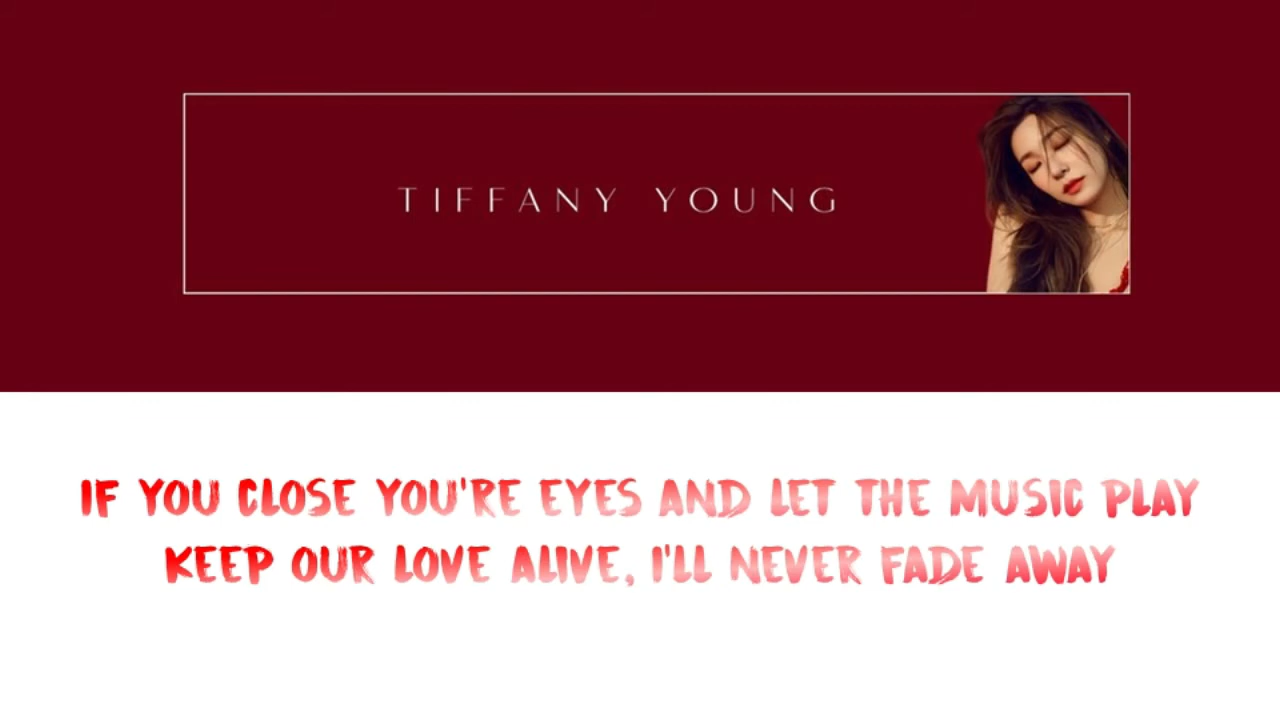 TIFFANY YOUNG
IF YOU CLOSE YOU'RE EYES AND LET THE MUSIC PLAY
KEEP OUR LOVE ALIVE, I'LL NEVER FADE AWAY